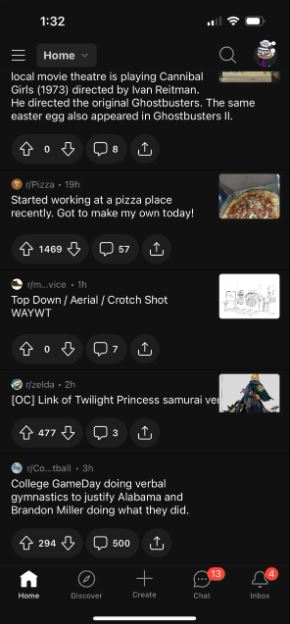 1:32
Home
local movie theatre is playing Cannibal
Girls (1973) directed by Ivan Reitman.
He directed the original Ghostbusters. The same
easter egg also appeared in Ghostbusters II.
0 8
r/Pizza • 19h
Started working at a pizza place
recently. Got to make my own today!
1469 57
r/m...vice • 1h
Top Down / Aerial / Crotch Shot
WAYWT
0 7
r/zelda • 2h
[OC] Link of Twilight Princess samurai ver
477 3
r/Co...tball • 3h
College GameDay doing verbal
gymnastics to justify Alabama and
Brandon Miller doing what they did.
294 500
13 4
Home Discover Create Chat Inbox